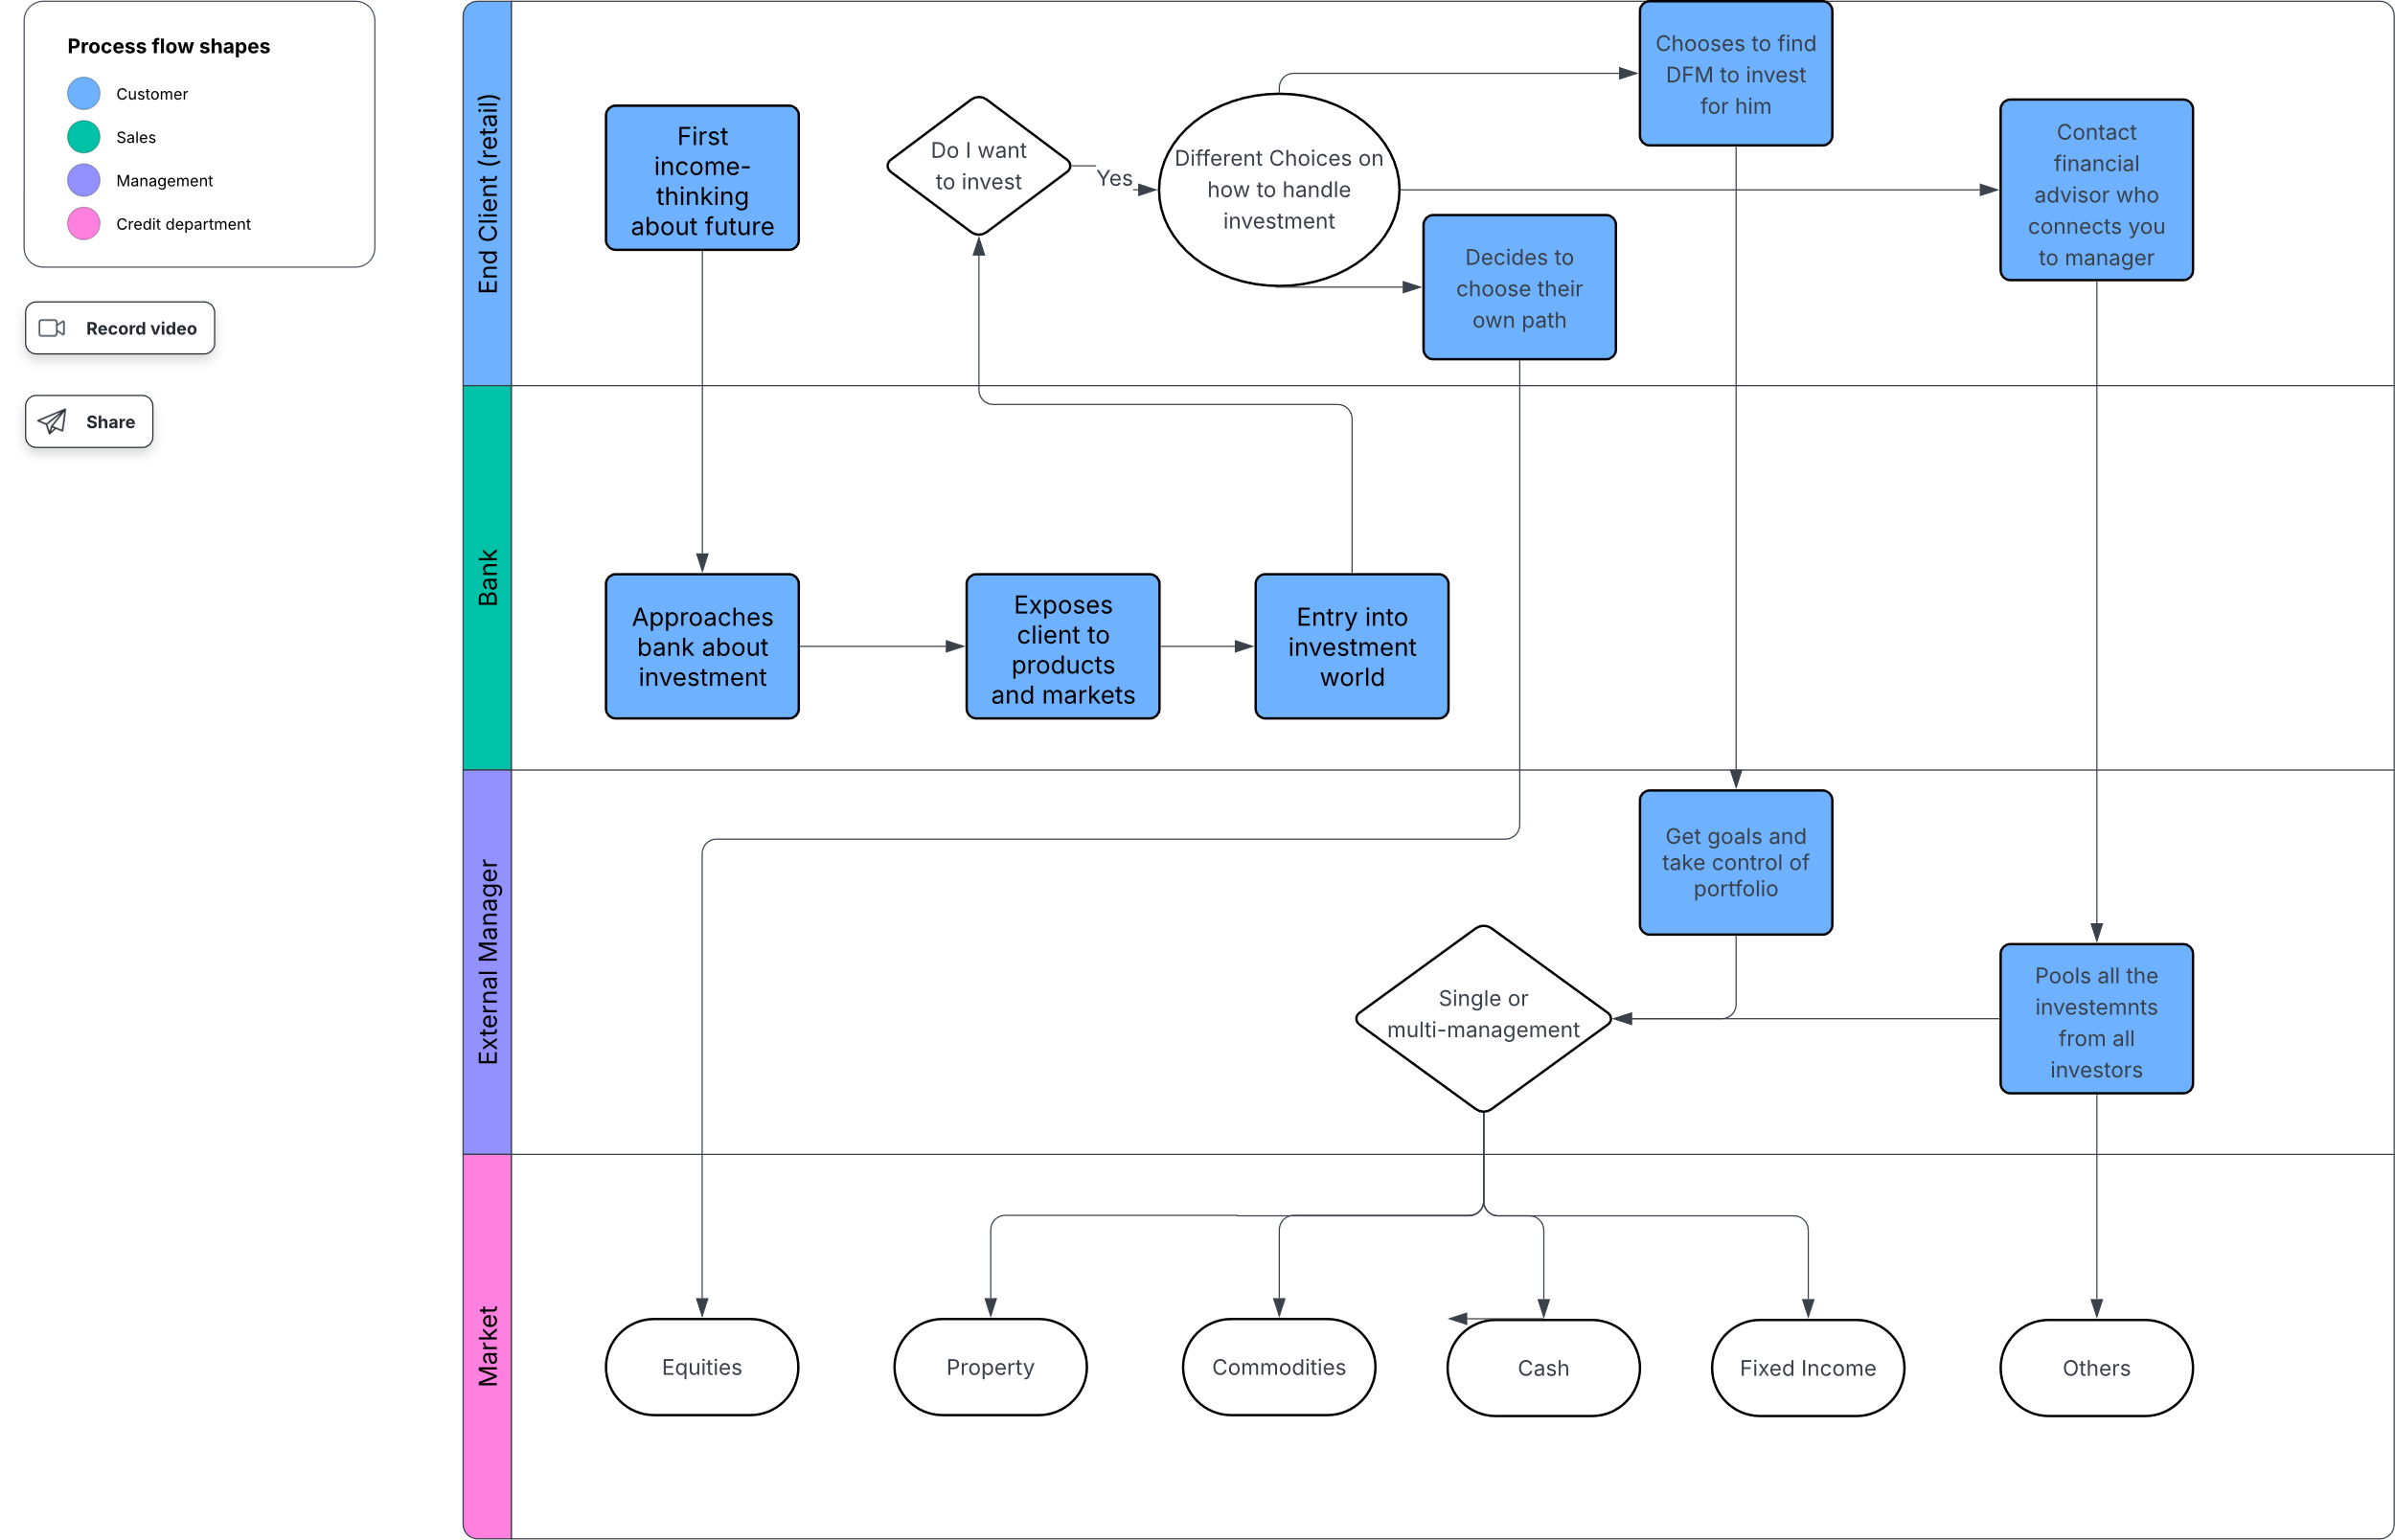 Process flow shapes
Customer
Sales
Management
Credit department
Record video
Share
End Client (retail)
First
income-
thinking
about future
Do I want
to invest
Yes
Different Choices on
how to handle
investment
Chooses to find
DFM to invest
for him
Decides to
choose their
own path
Contact
financial
advisor who
connects you
to manager
Bank
Approaches
bank about
investment
Exposes
client to
products
and markets
Entry into
investment
world
External Manager
Get goals and
take control of
portfolio
Single or
multi-management
Pools all the
investemnts
from all
investors
Market
Equities
Property
Commodities
Cash
Fixed Income
Others